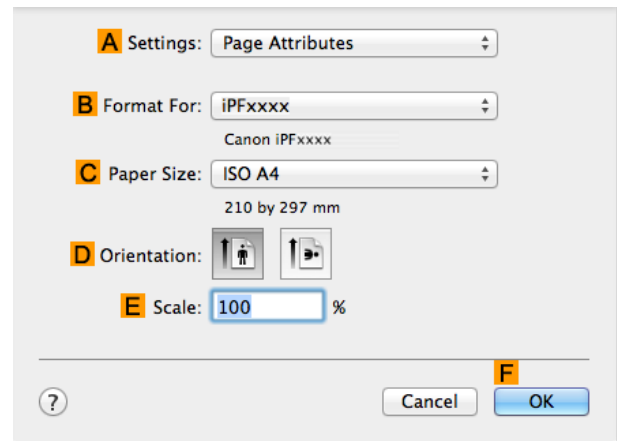 A Settings: Page Attributes
B Format For: iPFxxxx
Canon iPFxxxx
C Paper Size: ISO A4
210 by 297 mm
D Orientation:
E Scale: 100 %
F
? Cancel OK